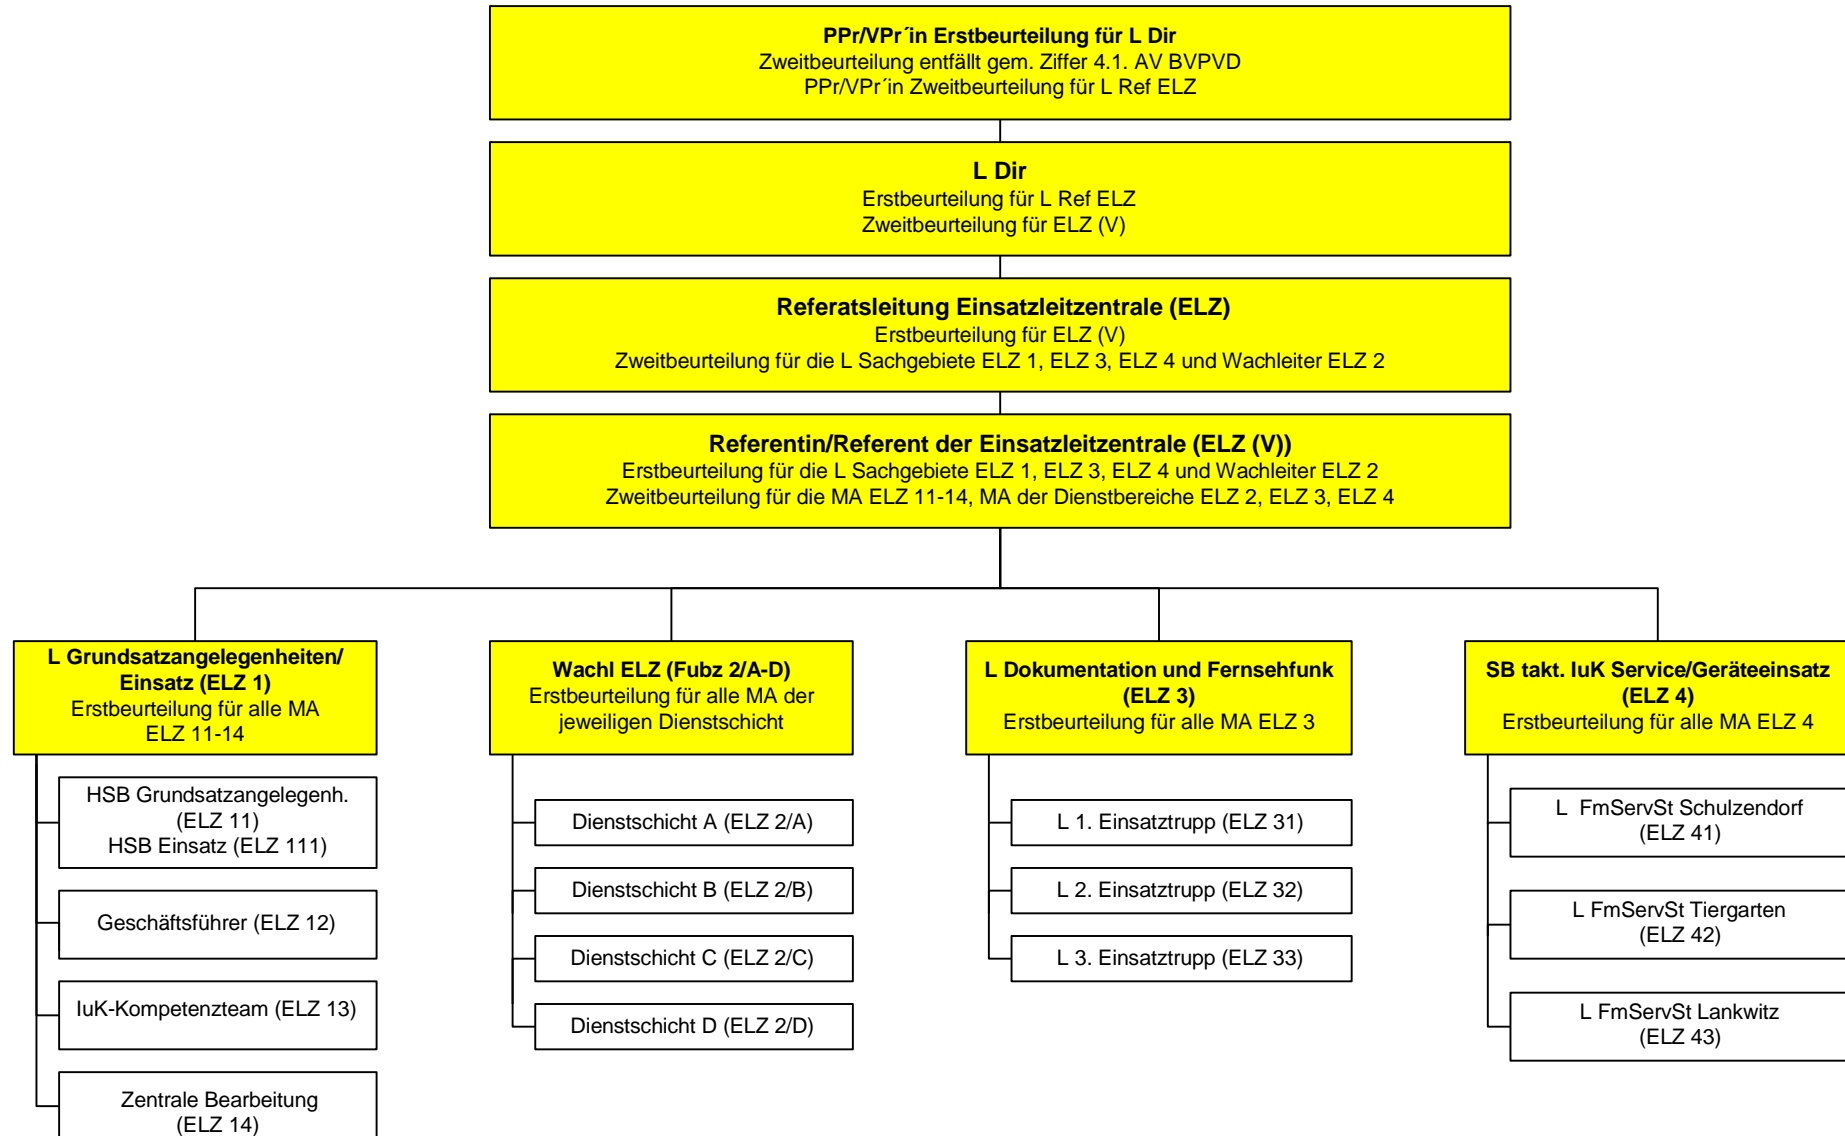 PPr/VPr´in Erstbeurteilung für L Dir
Zweitbeurteilung entfällt gem. Ziffer 4.1. AV BVPVD
PPr/VPr´in Zweitbeurteilung für L Ref ELZ
L Dir
Erstbeurteilung für L Ref ELZ
Zweitbeurteilung für ELZ (V)
Referatsleitung Einsatzleitzentrale (ELZ)
Erstbeurteilung für ELZ (V)
Zweitbeurteilung für die L Sachgebiete ELZ 1, ELZ 3, ELZ 4 und Wachleiter ELZ 2
Referentin/Referent der Einsatzleitzentrale (ELZ (V))
Erstbeurteilung für die L Sachgebiete ELZ 1, ELZ 3, ELZ 4 und Wachleiter ELZ 2
Zweitbeurteilung für die MA ELZ 11-14, MA der Dienstbereiche ELZ 2, ELZ 3, ELZ 4
L Grundsatzangelegenheiten/
Einsatz (ELZ 1)
Erstbeurteilung für alle MA
ELZ 11-14
HSB Grundsatzangelegenh.
(ELZ 11)
HSB Einsatz (ELZ 111)
Geschäftsführer (ELZ 12)
IuK-Kompetenzteam (ELZ 13)
Zentrale Bearbeitung
(ELZ 14)
Wachl ELZ (Fubz 2/A-D)
Erstbeurteilung für alle MA der
jeweiligen Dienstschicht
Dienstschicht A (ELZ 2/A)
Dienstschicht B (ELZ 2/B)
Dienstschicht C (ELZ 2/C)
Dienstschicht D (ELZ 2/D)
L Dokumentation und Fernsehfunk
(ELZ 3)
Erstbeurteilung für alle MA ELZ 3
L 1. Einsatztrupp (ELZ 31)
L 2. Einsatztrupp (ELZ 32)
L 3. Einsatztrupp (ELZ 33)
SB takt. IuK Service/Geräteeinsatz
(ELZ 4)
Erstbeurteilung für alle MA ELZ 4
L FmServSt Schulzendorf
(ELZ 41)
L FmServSt Tiergarten
(ELZ 42)
L FmServSt Lankwitz
(ELZ 43)